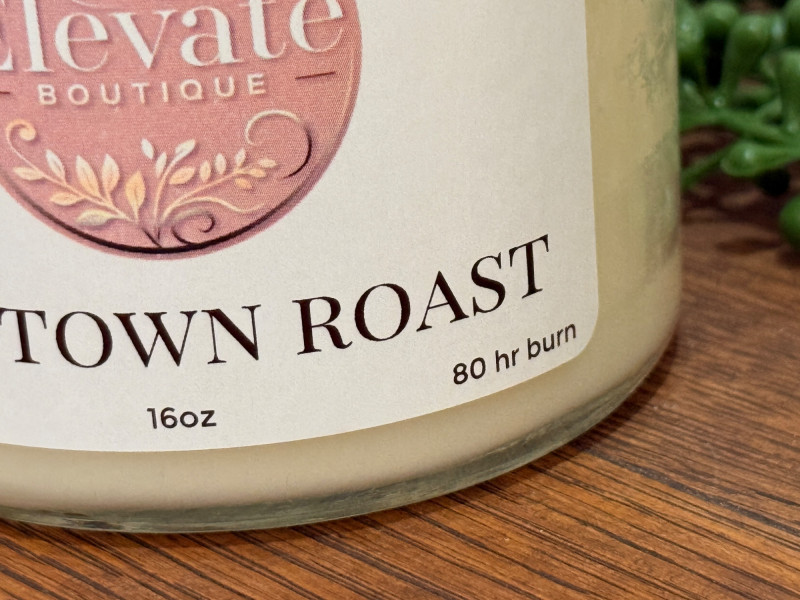 Elevate
BOUTIQUE
TOWN ROAST
80 hr burn
16oz